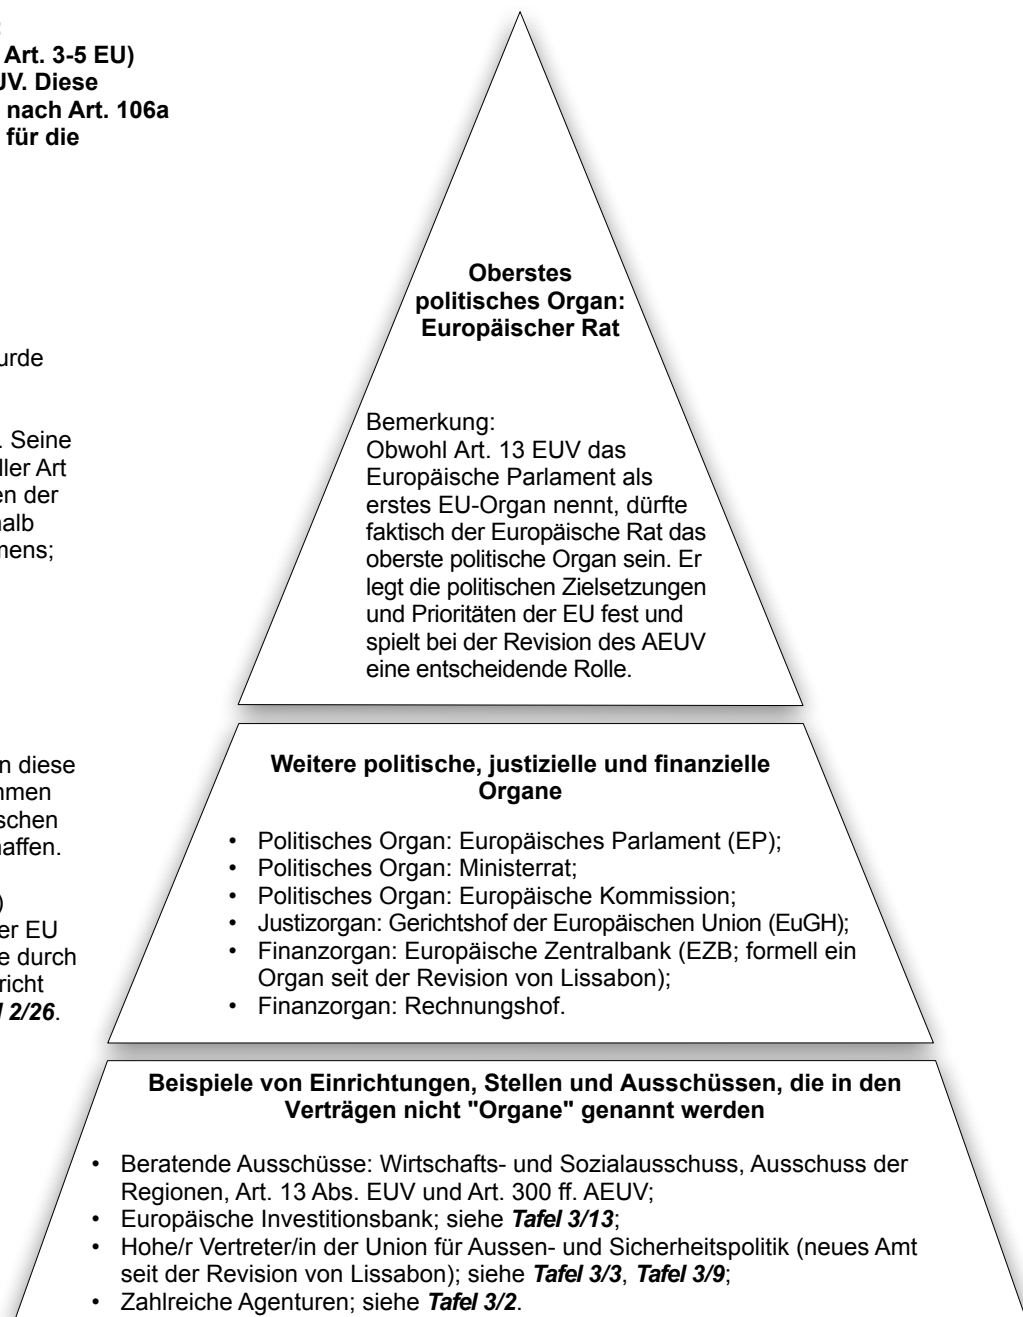 :
Art. 3-5 EU)
UV. Diese
nach Art. 106a
für die
urde
. Seine
ller Art
en der
halb
mens;
n diese
hmen
schen
haffen.
)
er EU
e durch
richt
l 2/26.
Oberstes
politisches Organ:
Europäischer Rat
Bemerkung:
Obwohl Art. 13 EUV das
Europäische Parlament als
erstes EU-Organ nennt, dürfte
faktisch der Europäische Rat das
oberste politische Organ sein. Er
legt die politischen Zielsetzungen
und Prioritäten der EU fest und
spielt bei der Revision des AEUV
eine entscheidende Rolle.
Weitere politische, justizielle und finanzielle
Organe
• Politisches Organ: Europäisches Parlament (EP);
• Politisches Organ: Ministerrat;
• Politisches Organ: Europäische Kommission;
• Justizorgan: Gerichtshof der Europäischen Union (EuGH);
• Finanzorgan: Europäische Zentralbank (EZB; formell ein
Organ seit der Revision von Lissabon);
• Finanzorgan: Rechnungshof.
Beispiele von Einrichtungen, Stellen und Ausschüssen, die in den
Verträgen nicht "Organe" genannt werden
• Beratende Ausschüsse: Wirtschafts- und Sozialausschuss, Ausschuss der
Regionen, Art. 13 Abs. EUV und Art. 300 ff. AEUV;
• Europäische Investitionsbank; siehe Tafel 3/13;
• Hohe/r Vertreter/in der Union für Aussen- und Sicherheitspolitik (neues Amt
seit der Revision von Lissabon); siehe Tafel 3/3, Tafel 3/9;
• Zahlreiche Agenturen; siehe Tafel 3/2.